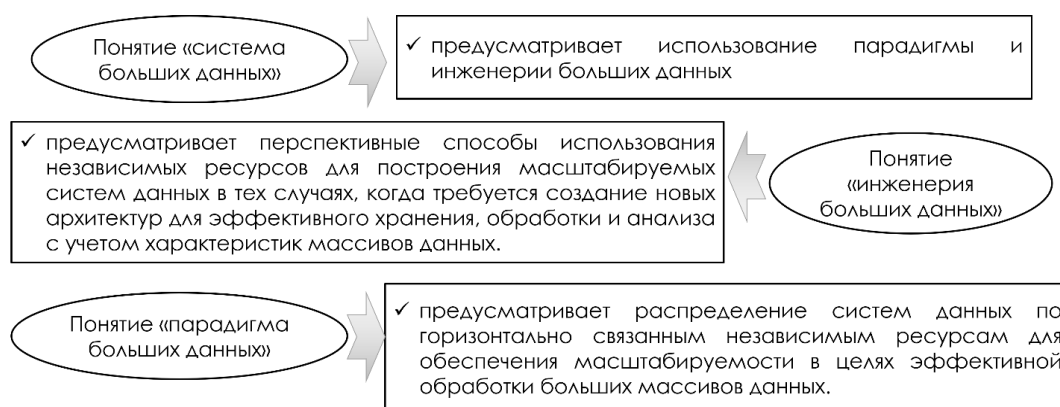 Понятие «система
больших данных»
✓ предусматривает использование парадигмы и
инженерии больших данных
✓ предусматривает перспективные способы использования
независимых ресурсов для построения масштабируемых
систем данных в тех случаях, когда требуется создание новых
архитектур для эффективного хранения, обработки и анализа
с учетом характеристик массивов данных.
Понятие
«инженерия
больших данных»
Понятие «парадигма
больших данных»
✓ предусматривает распределение систем данных по
горизонтально связанным независимым ресурсам для
обеспечения масштабируемости в целях эффективной
обработки больших массивов данных.